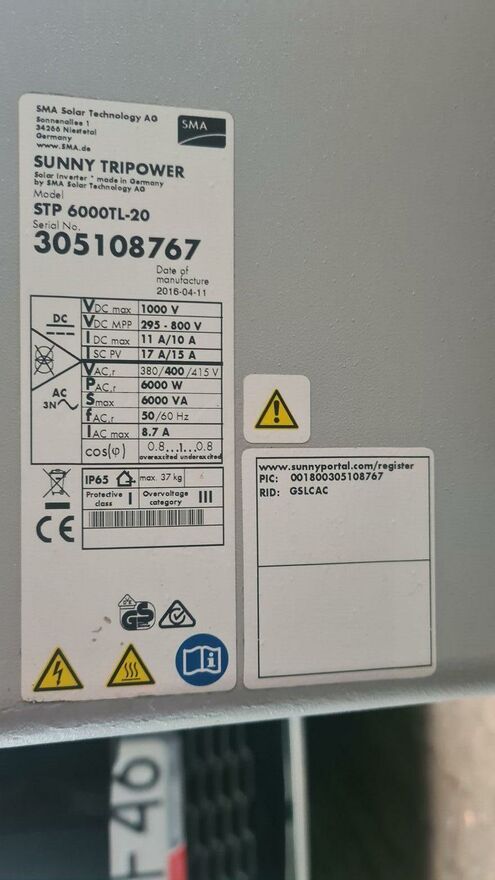 SMA Solar Technology AG
Sonnenallee 1
34266 Niestetal
Germany
www.SMA.de
SMA
SUNNY TRIPOWER
Solar Inverter * made in Germany
by SMA Solar Technology AG
Model
STP 6000TL-20
Serial No.
305108767
Date of
manufacture
2016-04-11
DC
VDC max 1000 V
VDC MPP 295 - 800 V
IDC max 11 A/10 A
ISC PV 17 A/15 A
AC
3N
VAC,r 380/400/415 V
PAC,r 6000 W
Smax 6000 VA
fAC,r 50/60 Hz
IAC max 8.7 A
cos(φ) 0.8...1...0.8
overexcited underexcited
IP65 max. 37 kg
Protective class I Overvoltage category III
CE
GS
www.sunnyportal.com/register
PIC: 001800305108767
RID: GSLCAC
46